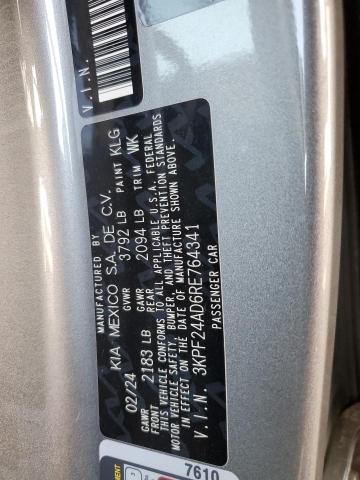 V.I.N.
MANUFACTURED BY
KIA MEXICO S.A. DE C.V.
02/24 GVWR 3792 LB PAINT KLG
GAWR FRONT 2183 LB GAWR REAR 2094 LB TRIM WK
THIS VEHICLE CONFORMS TO ALL APPLICABLE U.S.A. FEDERAL
MOTOR VEHICLE SAFETY, BUMPER, AND THEFT PREVENTION STANDARDS
IN EFFECT ON THE DATE OF MANUFACTURE SHOWN ABOVE.
V.I.N. 3KPF24AD6RE764341
PASSENGER CAR
7610